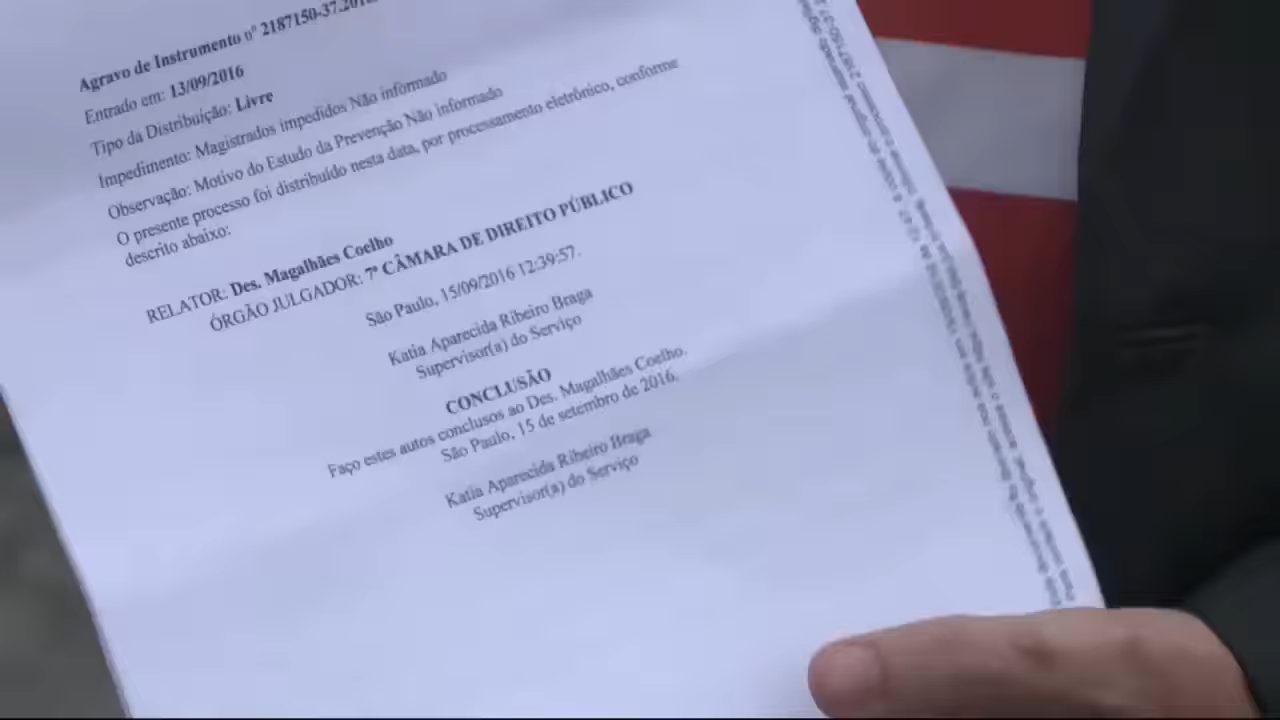 Agravo de Instrumento nº 2187150-37.2016
Entrado em: 13/09/2016
Tipo da Distribuição: Livre
Impedimento: Magistrados impedidos Não informado
Observação: Motivo do Estudo da Prevenção Não informado
O presente processo foi distribuído nesta data, por processamento eletrônico, conforme
descrito abaixo:
RELATOR: Des. Magalhães Coelho
ÓRGÃO JULGADOR: 7ª CÂMARA DE DIREITO PÚBLICO
São Paulo, 15/09/2016 12:39:57.
Katia Aparecida Ribeiro Braga
Supervisor(a) do Serviço
CONCLUSÃO
Faço estes autos conclusos ao Des. Magalhães Coelho.
São Paulo, 15 de setembro de 2016.
Katia Aparecida Ribeiro Braga
Supervisor(a) do Serviço